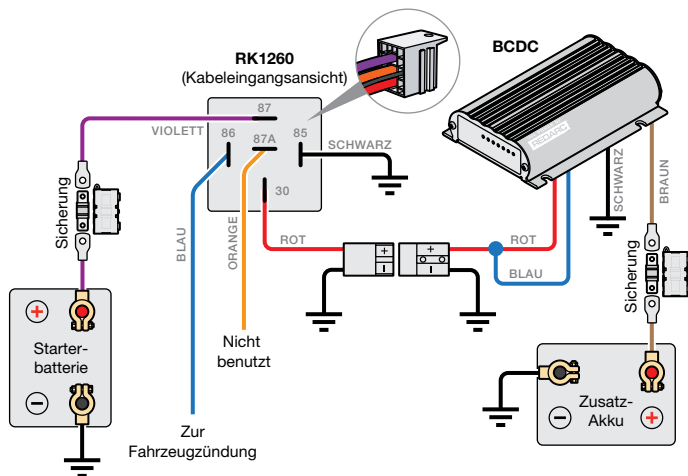 RK1260
(Kabeleingangsansicht)
BCDC
87
VIOLETT
86
87A
85
SCHWARZ
30
REDARC
SCHWARZ
BRAUN
Sicherung
BLAU
ORANGE
ROT
+
−
+
−
ROT
BLAU
Sicherung
+
Starter-
batterie
−
Nicht
benutzt
Zur
Fahrzeugzündung
Zusatz-
Akku
−
+